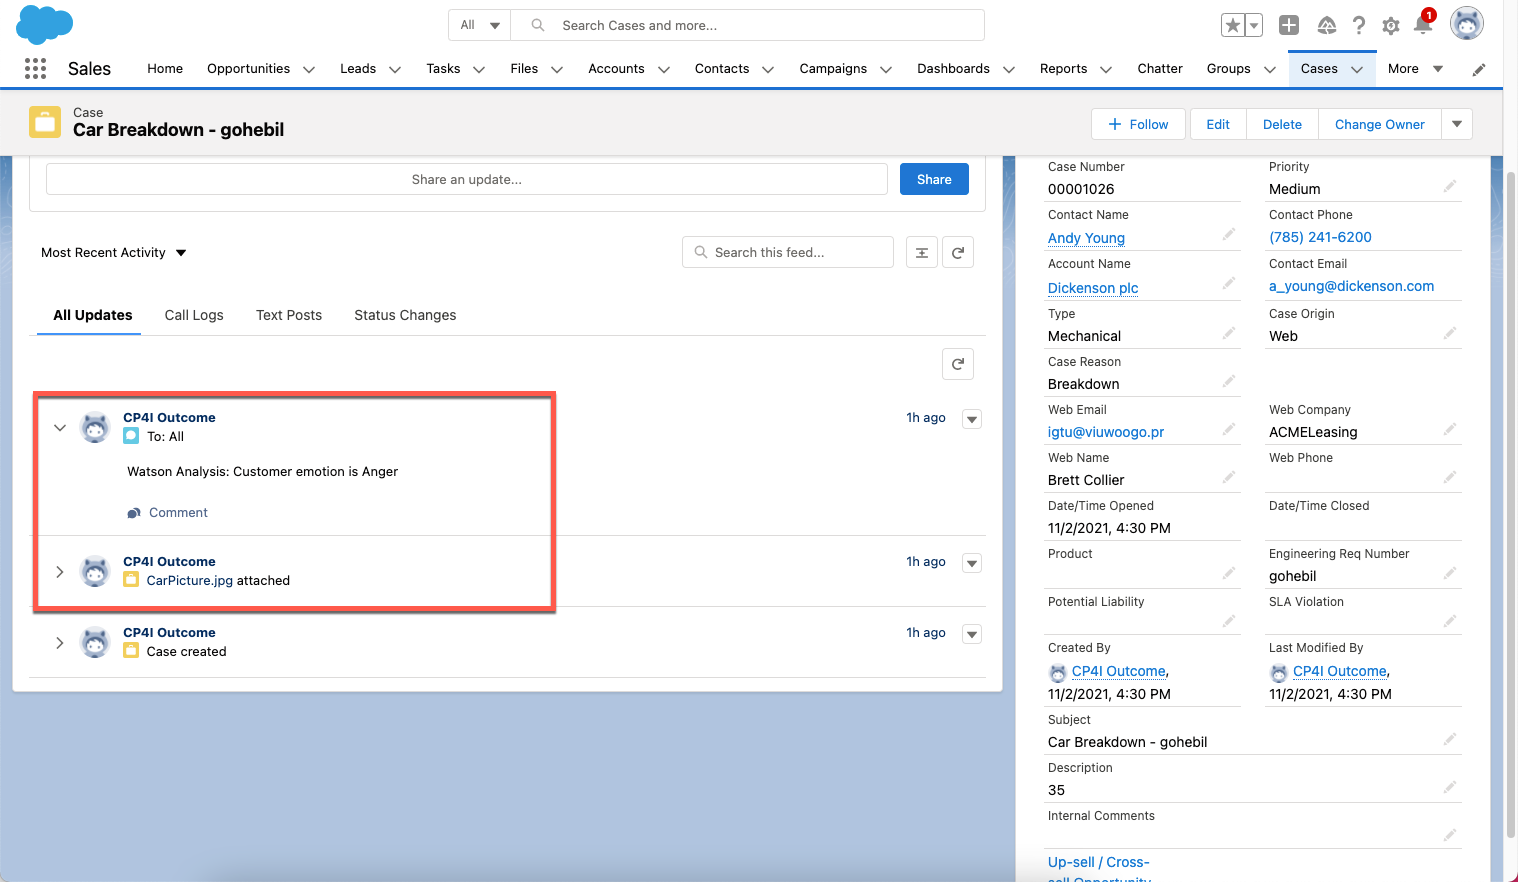 All
Search Cases and more...
1
Sales
Home
Opportunities
Leads
Tasks
Files
Accounts
Contacts
Campaigns
Dashboards
Reports
Chatter
Groups
Cases
More
Case
Car Breakdown - gohebil
Follow
Edit
Delete
Change Owner
Share an update...
Share
Most Recent Activity
Search this feed...
All Updates
Call Logs
Text Posts
Status Changes
CP4I Outcome
1h ago
To: All
Watson Analysis: Customer emotion is Anger
Comment
CP4I Outcome
1h ago
CarPicture.jpg attached
CP4I Outcome
1h ago
Case created
Case Number
00001026
Priority
Medium
Contact Name
Andy Young
Contact Phone
(785) 241-6200
Account Name
Dickenson plc
Contact Email
a_young@dickenson.com
Type
Mechanical
Case Origin
Web
Case Reason
Breakdown
Web Email
igtu@viuwoogo.pr
Web Company
ACMELeasing
Web Name
Brett Collier
Web Phone
Date/Time Opened
11/2/2021, 4:30 PM
Date/Time Closed
Product
Engineering Req Number
gohebil
Potential Liability
SLA Violation
Created By
CP4I Outcome,
11/2/2021, 4:30 PM
Last Modified By
CP4I Outcome,
11/2/2021, 4:30 PM
Subject
Car Breakdown - gohebil
Description
35
Internal Comments
Up-sell / Cross-
sell Opportunity